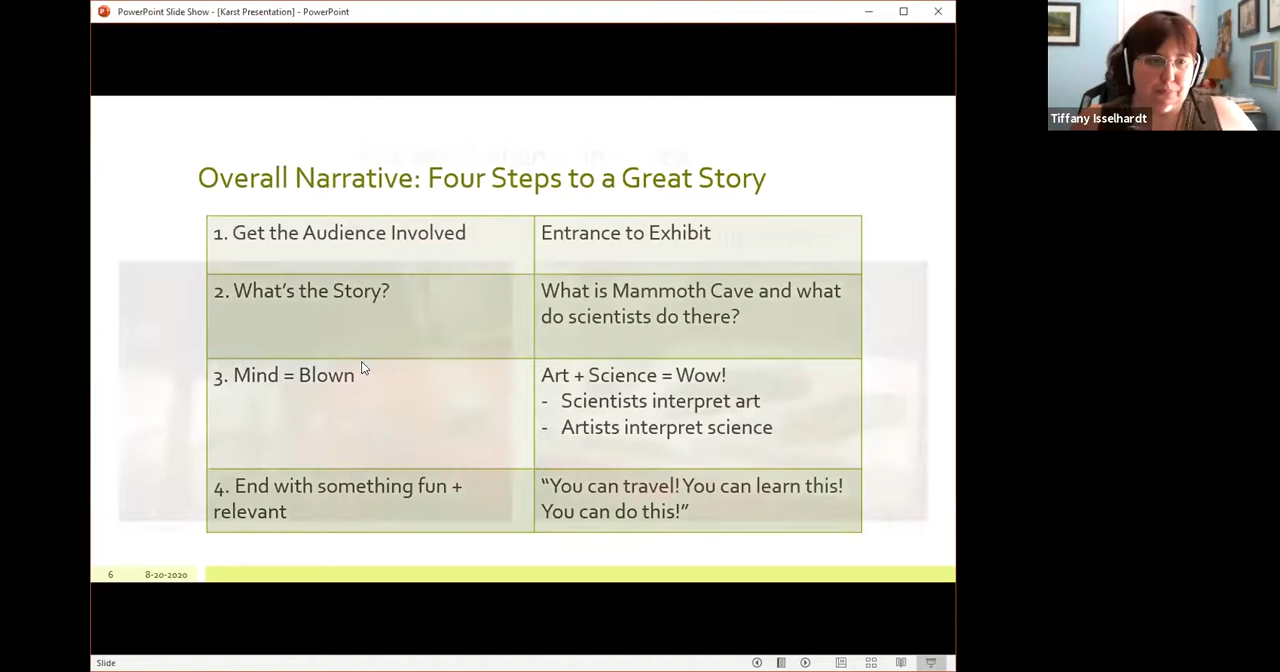 PowerPoint Slide Show - [Karst Presentation] - PowerPoint
Tiffany Isselhardt
Overall Narrative: Four Steps to a Great Story
1. Get the Audience Involved
Entrance to Exhibit
2. What's the Story?
What is Mammoth Cave and what
do scientists do there?
3. Mind = Blown
Art + Science = Wow!
- Scientists interpret art
- Artists interpret science
4. End with something fun +
relevant
“You can travel! You can learn this!
You can do this!”
6
8-20-2020
Slide